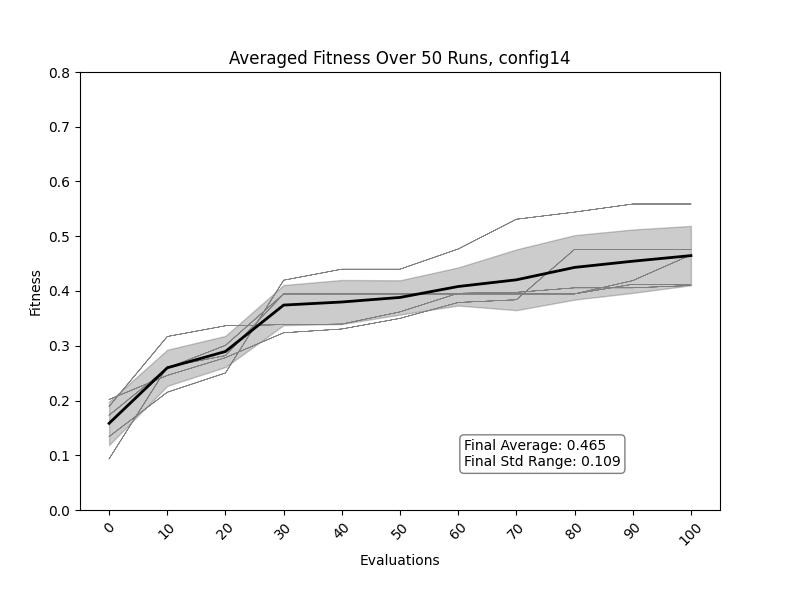 Averaged Fitness Over 50 Runs, config14
0.8
0.7
0.6
0.5
0.4
0.3
0.2
0.1
0.0
Fitness
Final Average: 0.465
Final Std Range: 0.109
0 10 20 30 40 50 60 70 80 90 100
Evaluations